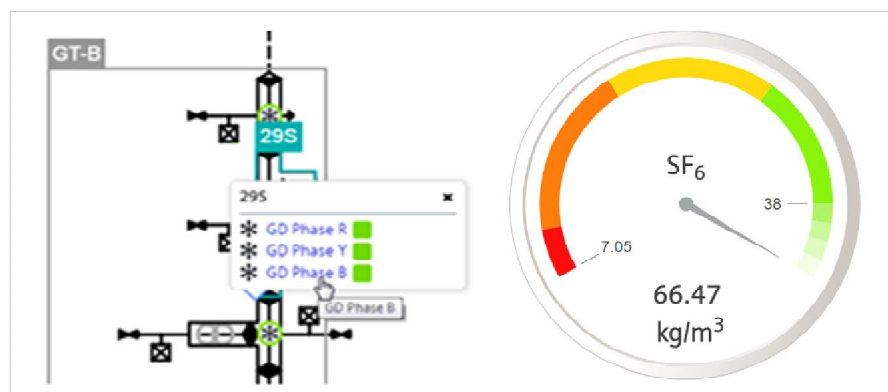 GT-B
29S
29S
GD Phase R
GD Phase Y
GD Phase B
GD Phase B
SF6
38
7.05
66.47
kg/m³